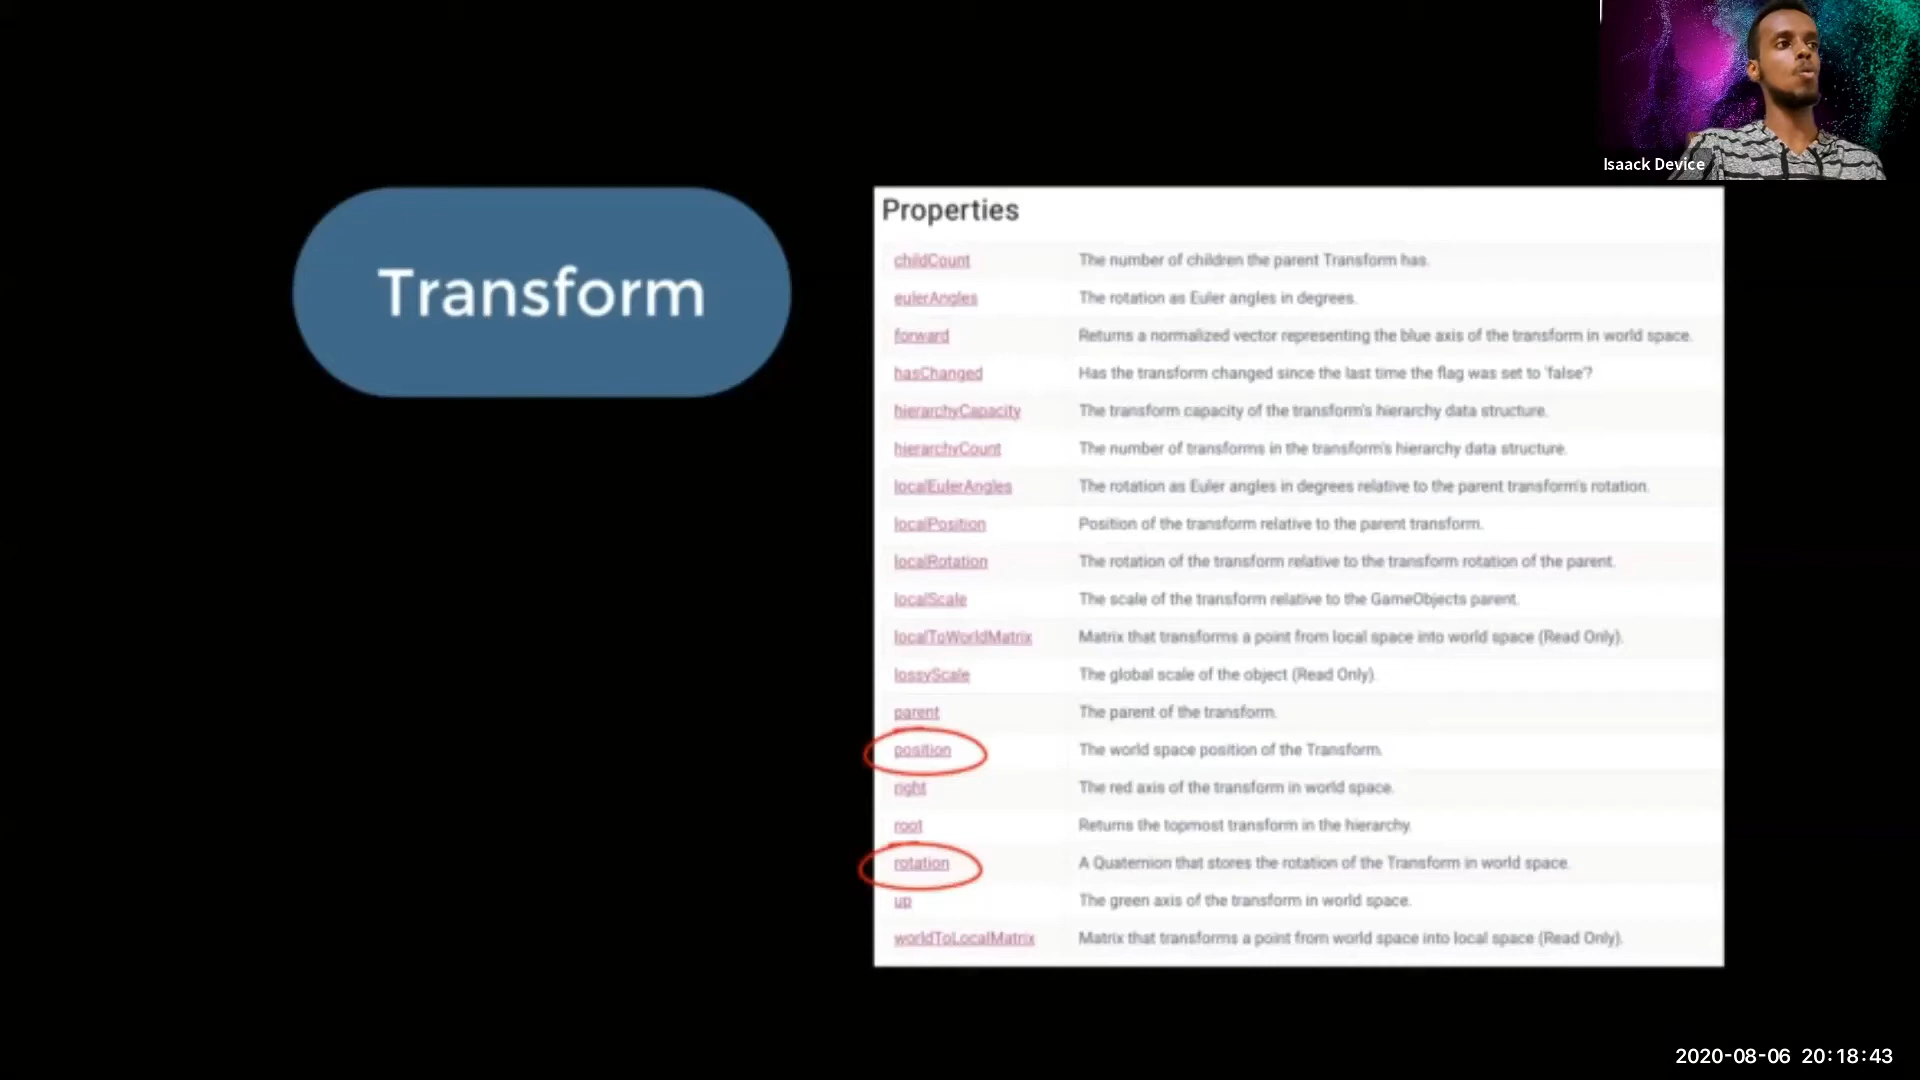 Isaack Device
Transform
Properties
childCount The number of children the parent Transform has.
eulerAngles The rotation as Euler angles in degrees.
forward Returns a normalized vector representing the blue axis of the transform in world space.
hasChanged Has the transform changed since the last time the flag was set to 'false'?
hierarchyCapacity The transform capacity of the transform's hierarchy data structure.
hierarchyCount The number of transforms in the transform's hierarchy data structure.
localEulerAngles The rotation as Euler angles in degrees relative to the parent transform's rotation.
localPosition Position of the transform relative to the parent transform.
localRotation The rotation of the transform relative to the transform rotation of the parent.
localScale The scale of the transform relative to the GameObjects parent.
localToWorldMatrix Matrix that transforms a point from local space into world space (Read Only).
lossyScale The global scale of the object (Read Only).
parent The parent of the transform.
position The world space position of the Transform.
right The red axis of the transform in world space.
root Returns the topmost transform in the hierarchy.
rotation A Quaternion that stores the rotation of the Transform in world space.
up The green axis of the transform in world space.
worldToLocalMatrix Matrix that transforms a point from world space into local space (Read Only).
2020-08-06 20:18:43